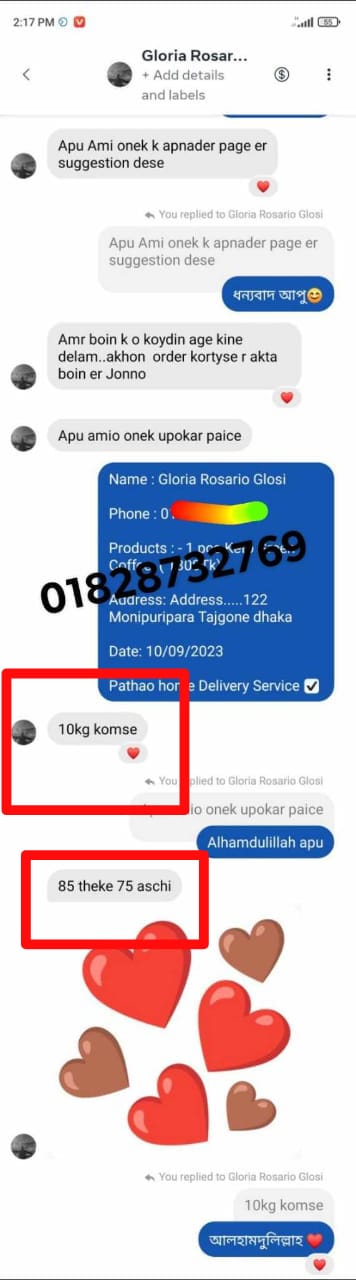 2:17 PM
55
Gloria Rosar...
+ Add details
and labels
Apu Ami onek k apnader page er
suggestion dese
You replied to Gloria Rosario Glosi
Apu Ami onek k apnader page er
suggestion dese
ধন্যবাদ আপু😊
Amr boin k o koydin age kine
delam..akhon order kortyse r akta
boin er Jonno
Apu amio onek upokar paice
Name : Gloria Rosario Glosi
Phone : 0
Products : - 1 pcs Green
Coffee
01828732769
Address: Address.....122
Monipuripara Tajgone dhaka
Date: 10/09/2023
Pathao home Delivery Service ☑
10kg komse
You replied to Gloria Rosario Glosi
Apu amio onek upokar paice
Alhamdulillah apu
85 theke 75 aschi
You replied to Gloria Rosario Glosi
10kg komse
আলহামদুলিল্লাহ ❤️